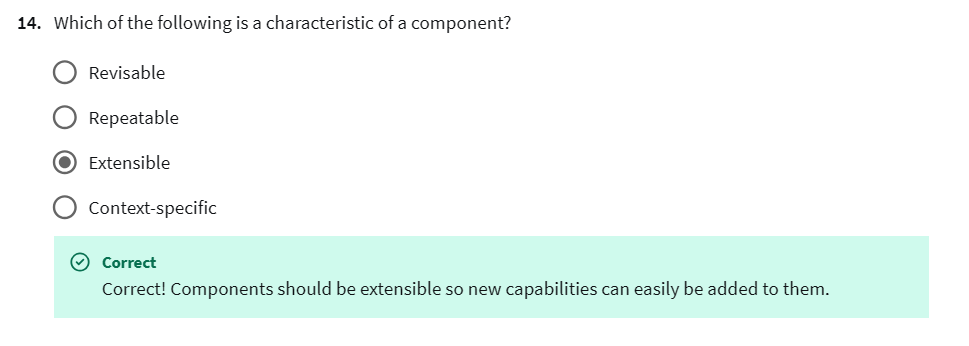 14. Which of the following is a characteristic of a component?
Revisable
Repeatable
Extensible
Context-specific
Correct
Correct! Components should be extensible so new capabilities can easily be added to them.